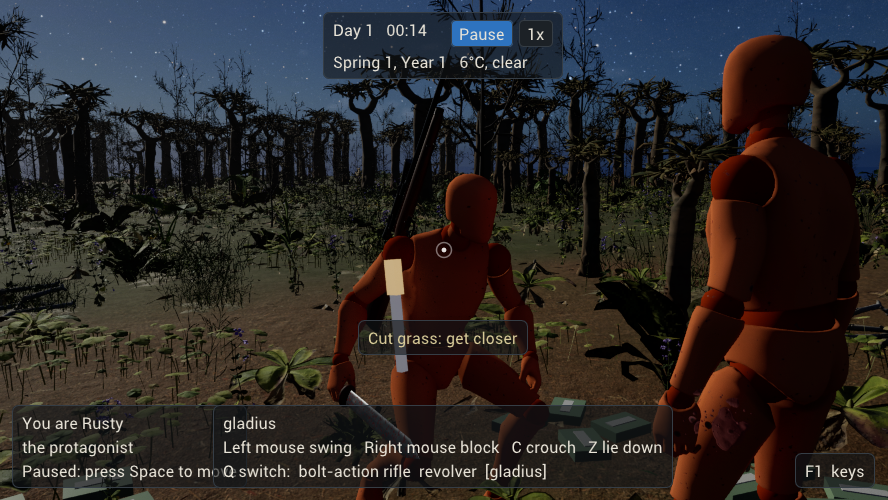 Day 1 00:14 Pause 1x
Spring 1, Year 1 6°C, clear
Cut grass: get closer
You are Rusty
the protagonist
Paused: press Space to mo
gladius
Left mouse swing Right mouse block C crouch Z lie down
Q switch: bolt-action rifle revolver [gladius]
F1 keys